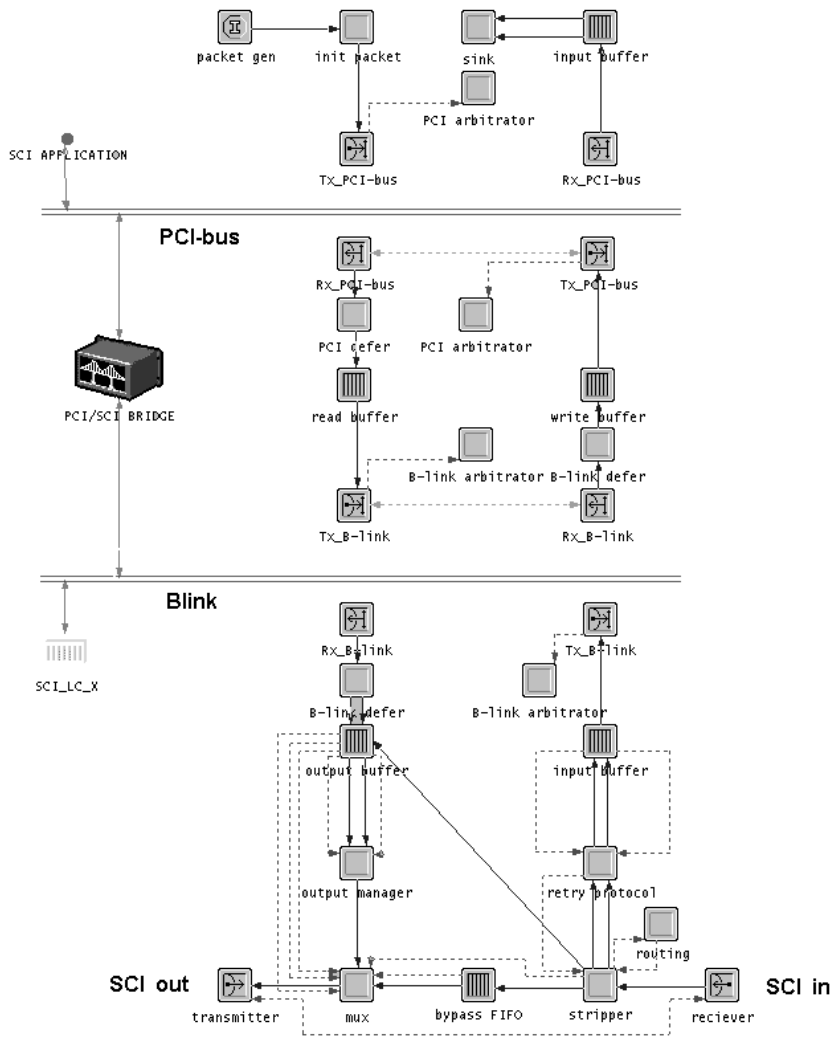 packet gen
init packet
sink
input buffer
PCI arbitrator
SCI APPLICATION
Tx_PCI-bus
Rx_PCI-bus
PCI-bus
Rx_PCI-bus
Tx_PCI-bus
PCI defer
PCI arbitrator
PCI/SCI BRIDGE
read buffer
write buffer
B-link arbitrator
B-link defer
Tx_B-link
Rx_B-link
Blink
Rx_B-link
Tx_B-link
SCI_LC_X
B-link defer
B-link arbitrator
output buffer
input buffer
output manager
retry protocol
routing
SCI out
SCI in
transmitter
mux
bypass FIFO
stripper
reciever